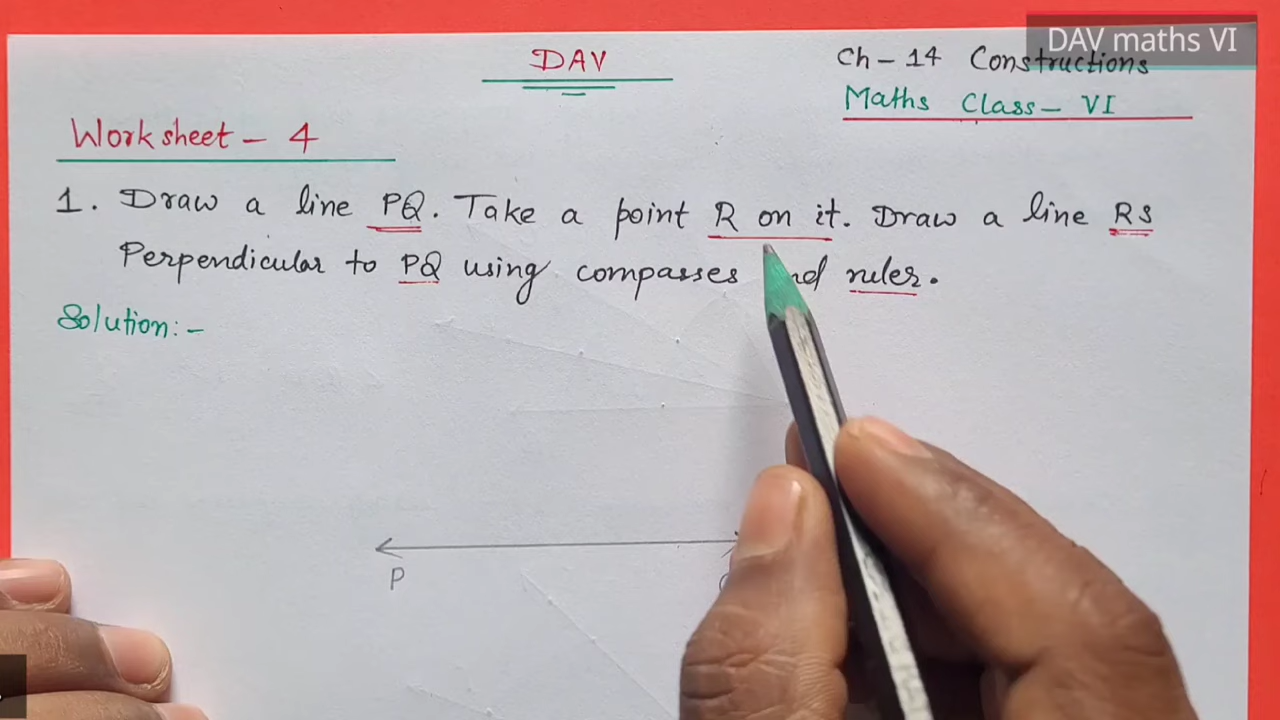 DAV maths VI
DAV
Ch - 14 Constructions
Maths Class - VI
Worksheet - 4
1. Draw a line PQ. Take a point R on it. Draw a line RS
Perpendicular to PQ using compasses and ruler.
Solution:-
P